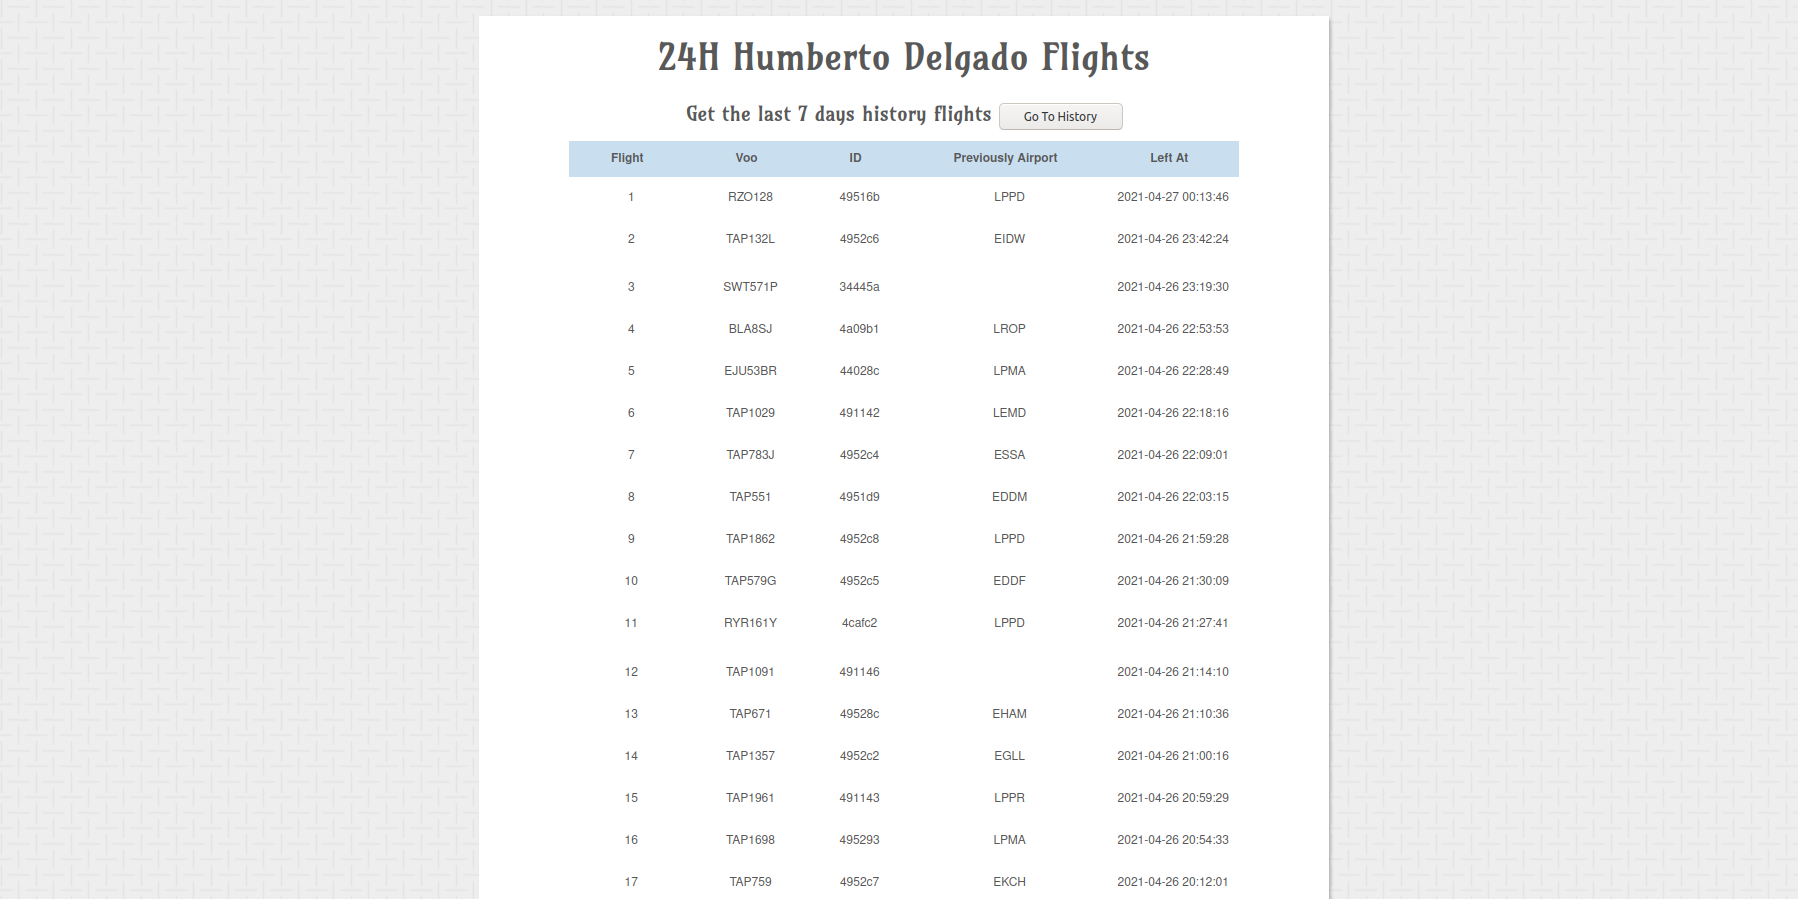 24H Humberto Delgado Flights
Get the last 7 days history flights Go To History
Flight Voo ID Previously Airport Left At
1 RZO128 49516b LPPD 2021-04-27 00:13:46
2 TAP132L 4952c6 EIDW 2021-04-26 23:42:24
3 SWT571P 34445a 2021-04-26 23:19:30
4 BLA8SJ 4a09b1 LROP 2021-04-26 22:53:53
5 EJU53BR 44028c LPMA 2021-04-26 22:28:49
6 TAP1029 491142 LEMD 2021-04-26 22:18:16
7 TAP783J 4952c4 ESSA 2021-04-26 22:09:01
8 TAP551 4951d9 EDDM 2021-04-26 22:03:15
9 TAP1862 4952c8 LPPD 2021-04-26 21:59:28
10 TAP579G 4952c5 EDDF 2021-04-26 21:30:09
11 RYR161Y 4cafc2 LPPD 2021-04-26 21:27:41
12 TAP1091 491146 2021-04-26 21:14:10
13 TAP671 49528c EHAM 2021-04-26 21:10:36
14 TAP1357 4952c2 EGLL 2021-04-26 21:00:16
15 TAP1961 491143 LPPR 2021-04-26 20:59:29
16 TAP1698 495293 LPMA 2021-04-26 20:54:33
17 TAP759 4952c7 EKCH 2021-04-26 20:12:01